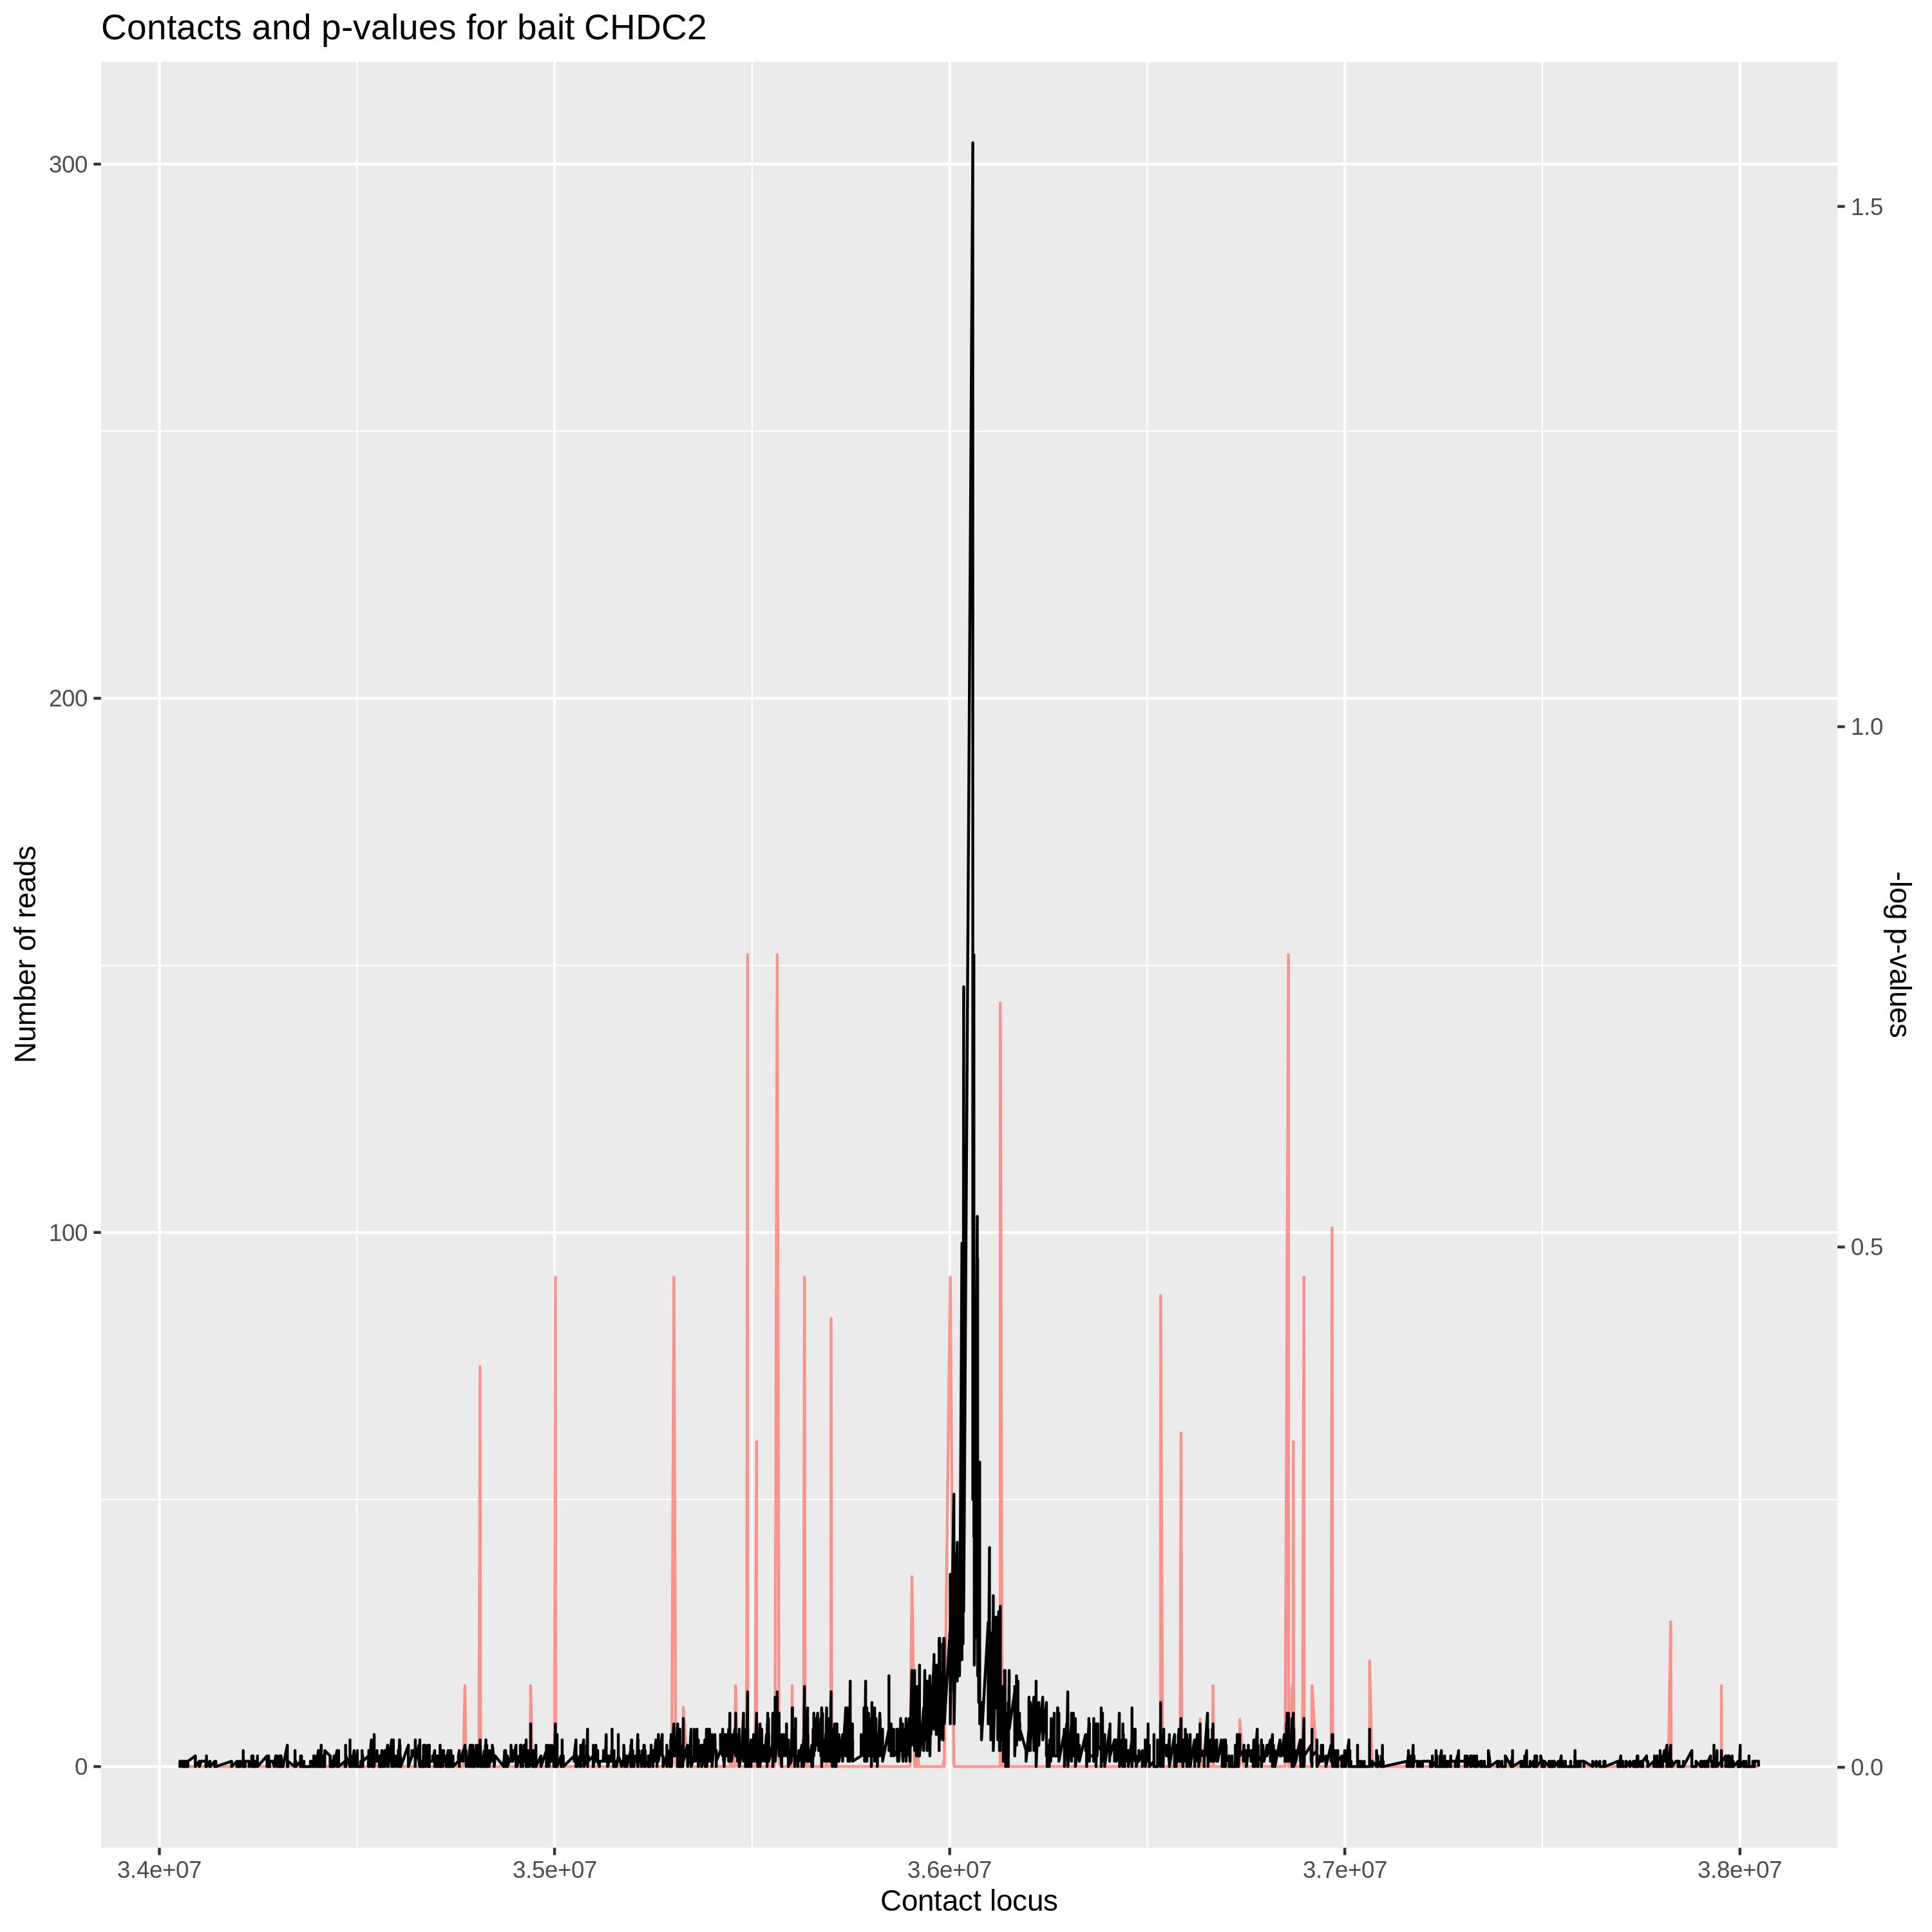 Contacts and p-values for bait CHDC2
300
200
100
0
Number of reads
1.5
1.0
0.5
0.0
-log p-values
3.4e+07 3.5e+07 3.6e+07 3.7e+07 3.8e+07
Contact locus